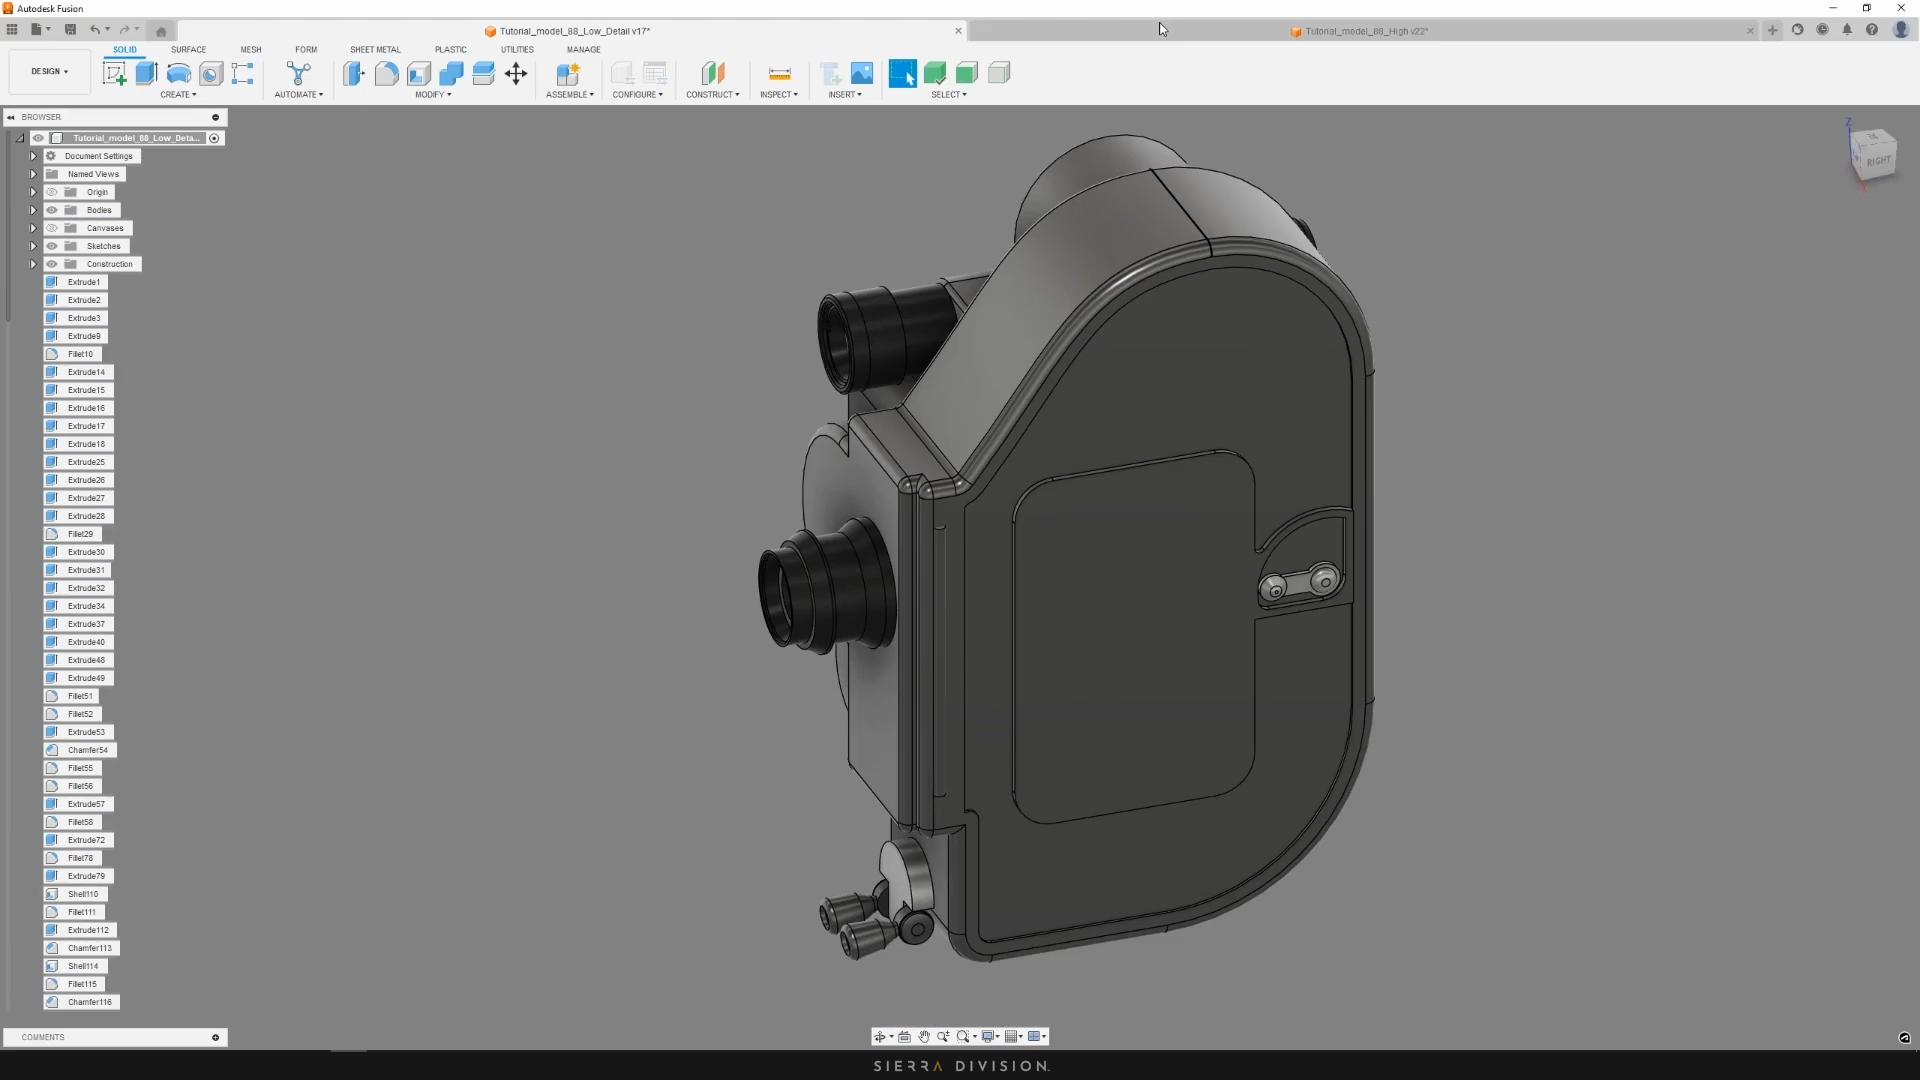 Autodesk Fusion
Tutorial_model_88_Low_Detail v17*
Tutorial_model_88_High v22*
SOLID
SURFACE
MESH
FORM
SHEET METAL
PLASTIC
UTILITIES
MANAGE
DESIGN
CREATE
AUTOMATE
MODIFY
ASSEMBLE
CONFIGURE
CONSTRUCT
INSPECT
INSERT
SELECT
BROWSER
Tutorial_model_88_Low_Deta...
Document Settings
Named Views
Origin
Bodies
Canvases
Sketches
Construction
Extrude1
Extrude2
Extrude3
Extrude9
Fillet10
Extrude14
Extrude15
Extrude16
Extrude17
Extrude18
Extrude25
Extrude26
Extrude27
Extrude28
Fillet29
Extrude30
Extrude31
Extrude32
Extrude34
Extrude37
Extrude40
Extrude48
Extrude49
Fillet51
Fillet52
Extrude53
Chamfer54
Fillet55
Fillet56
Extrude57
Fillet58
Extrude72
Fillet78
Extrude79
Shell110
Fillet111
Extrude112
Chamfer113
Shell114
Fillet115
Chamfer116
Z
RIGHT
COMMENTS
SIERRA DIVISION